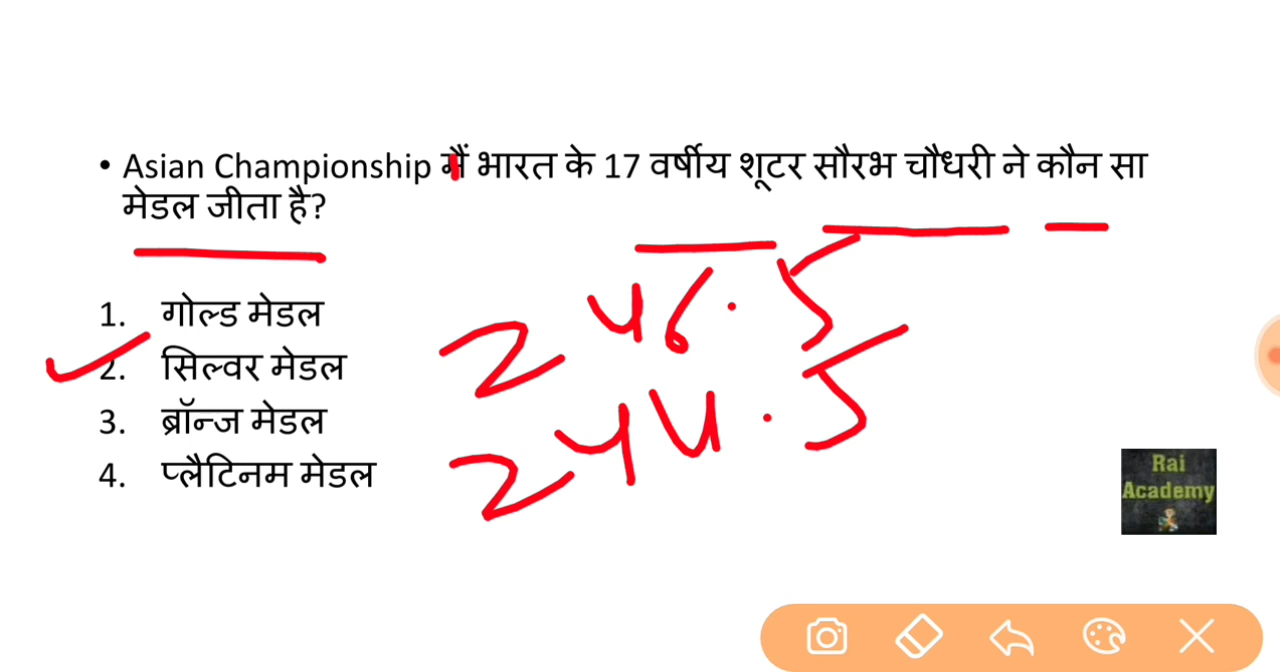 • Asian Championship में भारत के 17 वर्षीय शूटर सौरभ चौधरी ने कौन सा
मेडल जीता है?
1. गोल्ड मेडल
2. सिल्वर मेडल
3. ब्रॉन्ज मेडल
4. प्लैटिनम मेडल
246.5
244.5
Rai
Academy